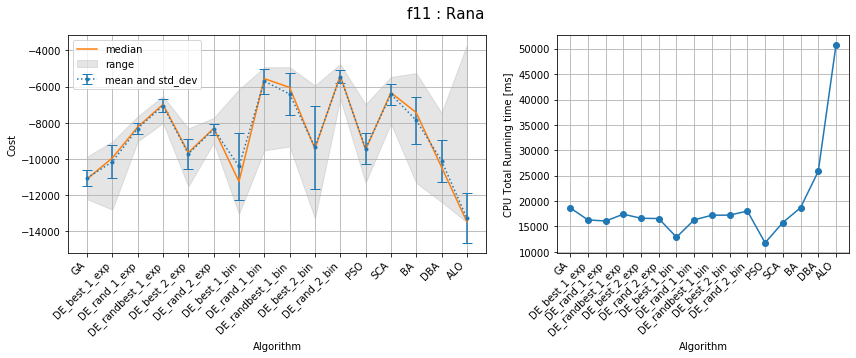 f11 : Rana
Cost
−4000
−6000
−8000
−10000
−12000
−14000
median
range
mean and std_dev
GA
DE_best_1_exp
DE_rand_1_exp
DE_randbest_1_exp
DE_best_2_exp
DE_rand_2_exp
DE_best_1_bin
DE_rand_1_bin
DE_randbest_1_bin
DE_best_2_bin
DE_rand_2_bin
PSO
SCA
BA
DBA
ALO
Algorithm
CPU Total Running time [ms]
50000
45000
40000
35000
30000
25000
20000
15000
10000
GA
DE_best_1_exp
DE_rand_1_exp
DE_randbest_1_exp
DE_best_2_exp
DE_rand_2_exp
DE_best_1_bin
DE_rand_1_bin
DE_randbest_1_bin
DE_best_2_bin
DE_rand_2_bin
PSO
SCA
BA
DBA
ALO
Algorithm